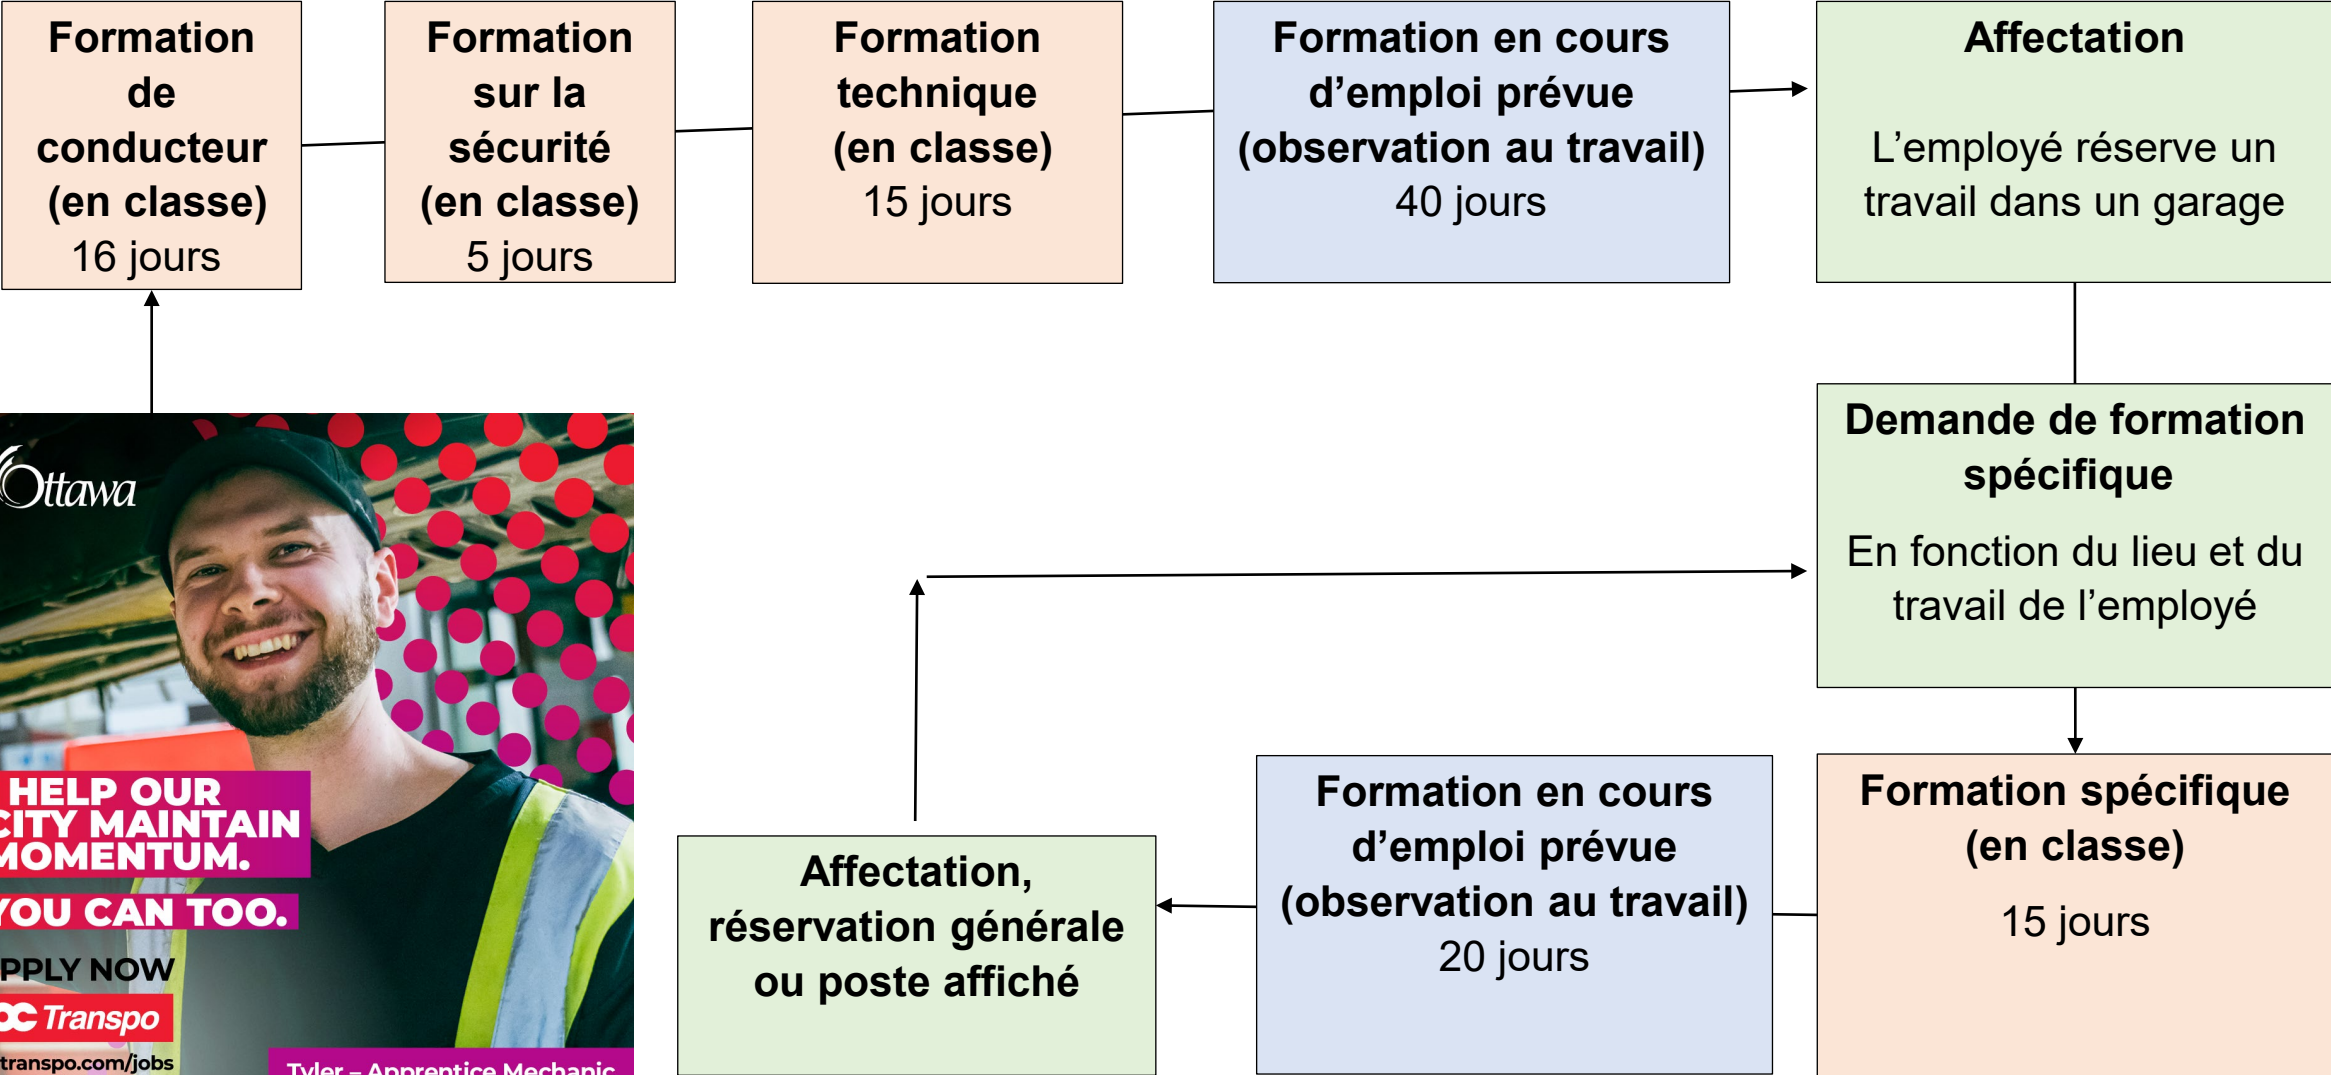 Formation
de
conducteur
(en classe)
16 jours
Formation
sur la
sécurité
(en classe)
5 jours
Formation
technique
(en classe)
15 jours
Formation en cours
d’emploi prévue
(observation au travail)
40 jours
Affectation
L’employé réserve un
travail dans un garage
Demande de formation
spécifique
En fonction du lieu et du
travail de l’employé
Formation spécifique
(en classe)
15 jours
Formation en cours
d’emploi prévue
(observation au travail)
20 jours
Affectation,
réservation générale
ou poste affiché
Ottawa
HELP OUR
CITY MAINTAIN
MOMENTUM.
YOU CAN TOO.
PPLY NOW
OC Transpo
transpo.com/jobs
Tyler – Apprentice Mechanic